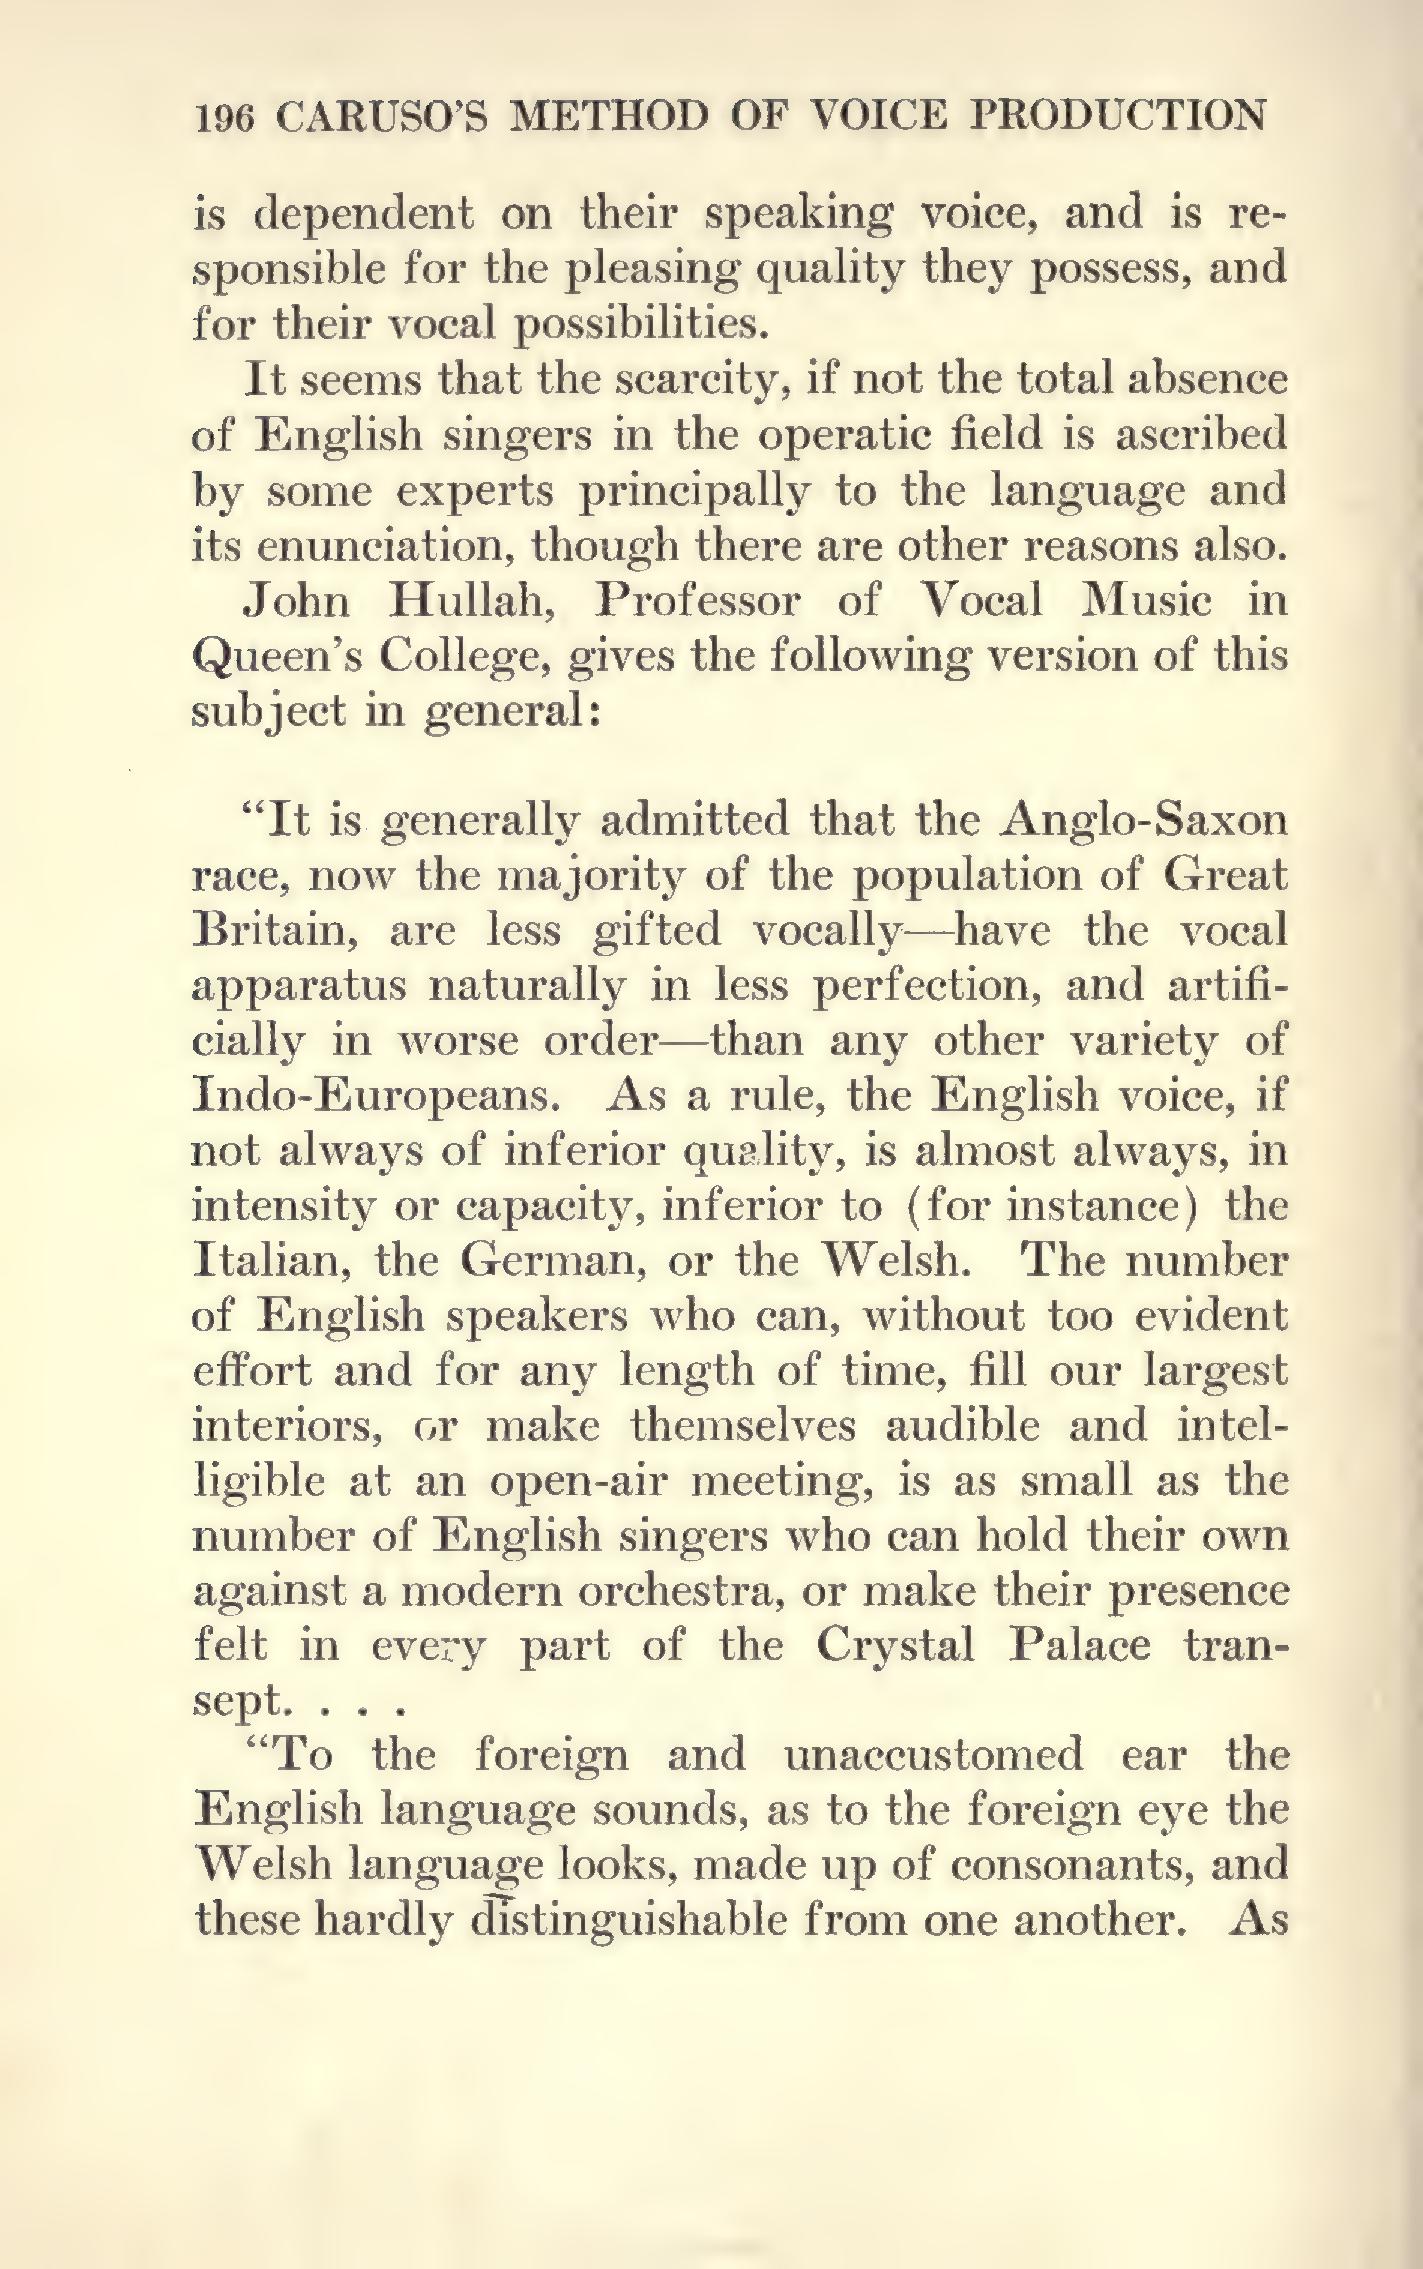 196 CARUSO'S METHOD OF VOICE PRODUCTION
is dependent on their speaking voice, and is re-
sponsible for the pleasing quality they possess, and
for their vocal possibilities.
It seems that the scarcity, if not the total absence
of English singers in the operatic field is ascribed
by some experts principally to the language and
its enunciation, though there are other reasons also.
John Hullah, Professor of Vocal Music in
Queen's College, gives the following version of this
subject in general:
"It is generally admitted that the Anglo-Saxon
race, now the majority of the population of Great
Britain, are less gifted vocally—have the vocal
apparatus naturally in less perfection, and artifi-
cially in worse order—than any other variety of
Indo-Europeans. As a rule, the English voice, if
not always of inferior quality, is almost always, in
intensity or capacity, inferior to (for instance) the
Italian, the German, or the Welsh. The number
of English speakers who can, without too evident
effort and for any length of time, fill our largest
interiors, or make themselves audible and intel-
ligible at an open-air meeting, is as small as the
number of English singers who can hold their own
against a modern orchestra, or make their presence
felt in every part of the Crystal Palace tran-
sept. . . .
"To the foreign and unaccustomed ear the
English language sounds, as to the foreign eye the
Welsh language looks, made up of consonants, and
these hardly distinguishable from one another. As